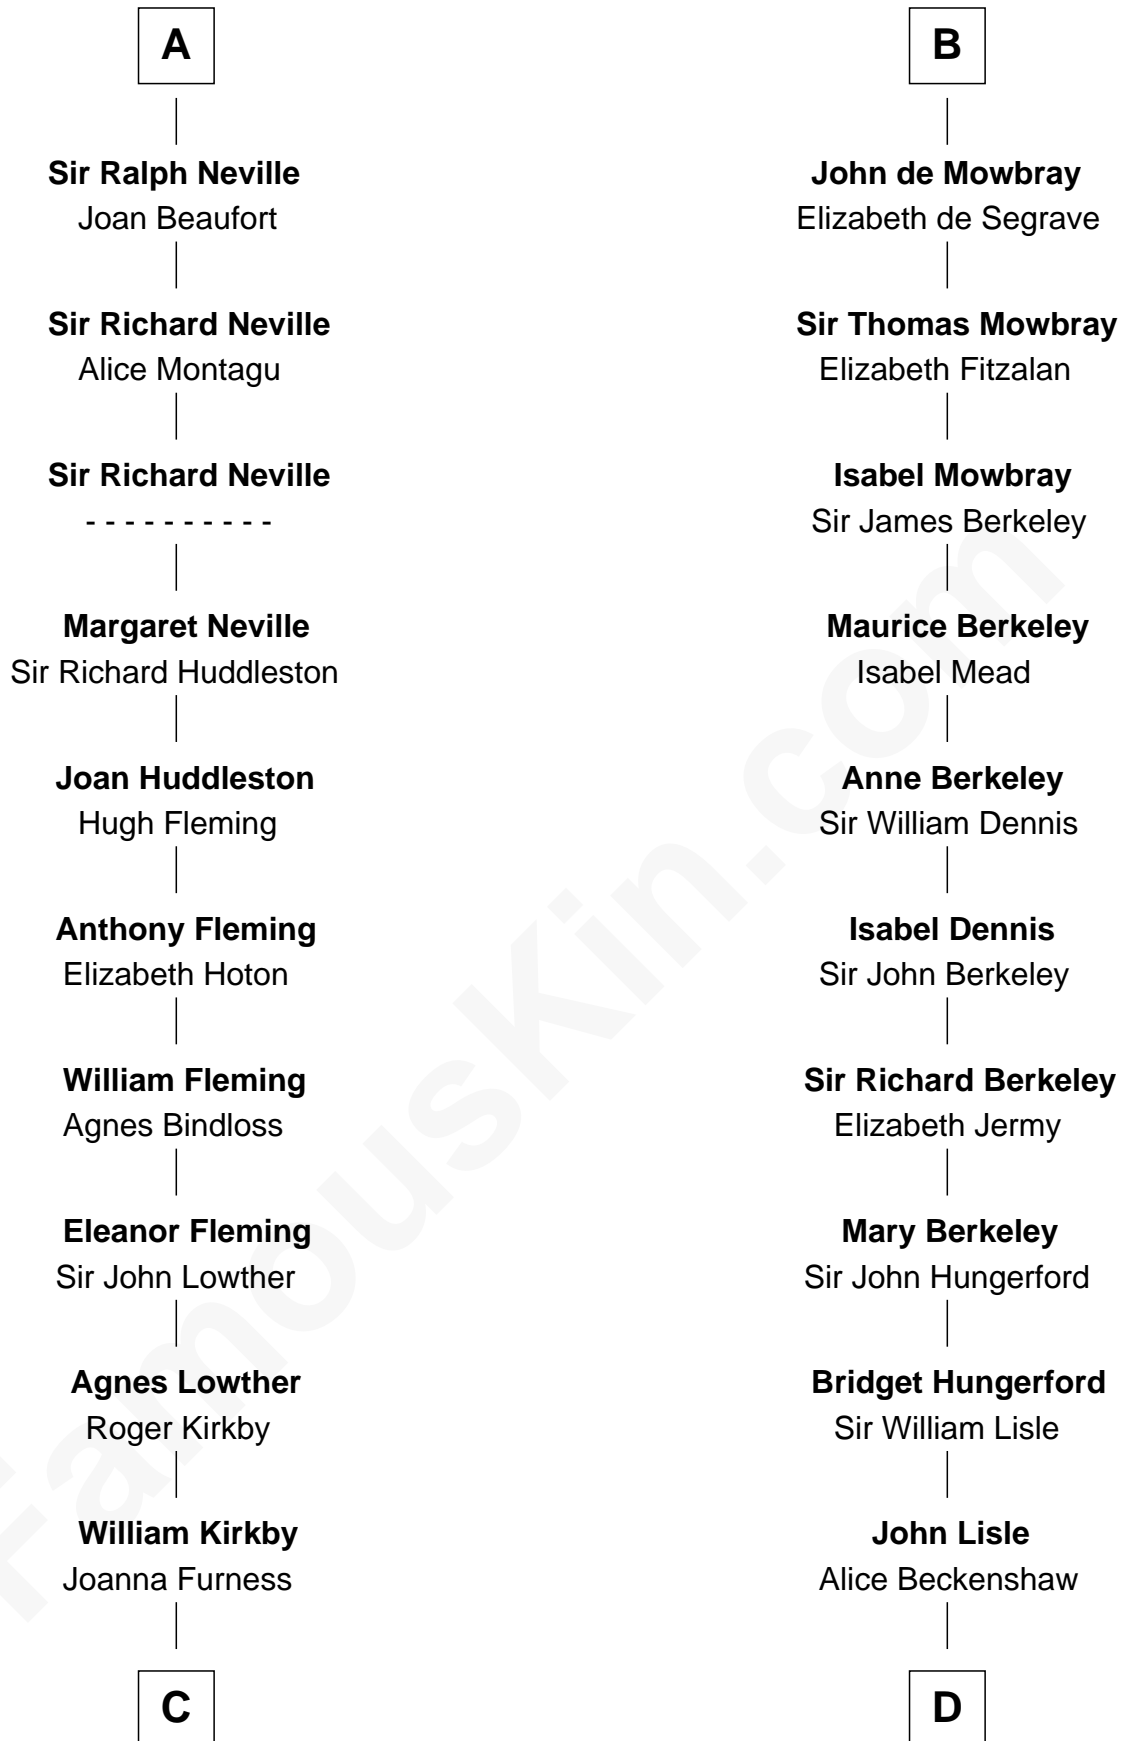 A
Sir Ralph Neville
Joan Beaufort
Sir Richard Neville
Alice Montagu
Sir Richard Neville
- - - - - - - - - -
Margaret Neville
Sir Richard Huddleston
Joan Huddleston
Hugh Fleming
Anthony Fleming
Elizabeth Hoton
William Fleming
Agnes Bindloss
Eleanor Fleming
Sir John Lowther
Agnes Lowther
Roger Kirkby
William Kirkby
Joanna Furness
C
B
John de Mowbray
Elizabeth de Segrave
Sir Thomas Mowbray
Elizabeth Fitzalan
Isabel Mowbray
Sir James Berkeley
Maurice Berkeley
Isabel Mead
Anne Berkeley
Sir William Dennis
Isabel Dennis
Sir John Berkeley
Sir Richard Berkeley
Elizabeth Jermy
Mary Berkeley
Sir John Hungerford
Bridget Hungerford
Sir William Lisle
John Lisle
Alice Beckenshaw
D
FamousKin.com